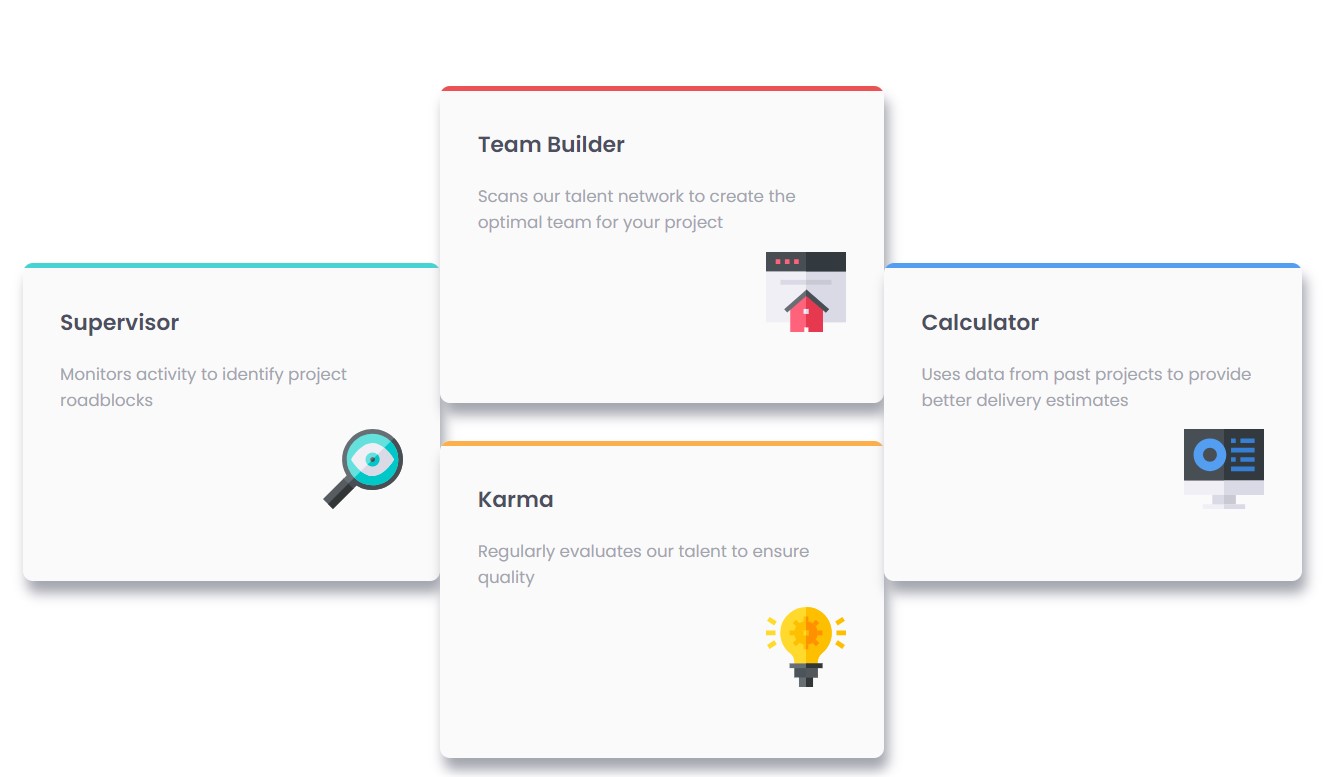 Team Builder
Scans our talent network to create the
optimal team for your project
Supervisor
Monitors activity to identify project
roadblocks
Calculator
Uses data from past projects to provide
better delivery estimates
Karma
Regularly evaluates our talent to ensure
quality